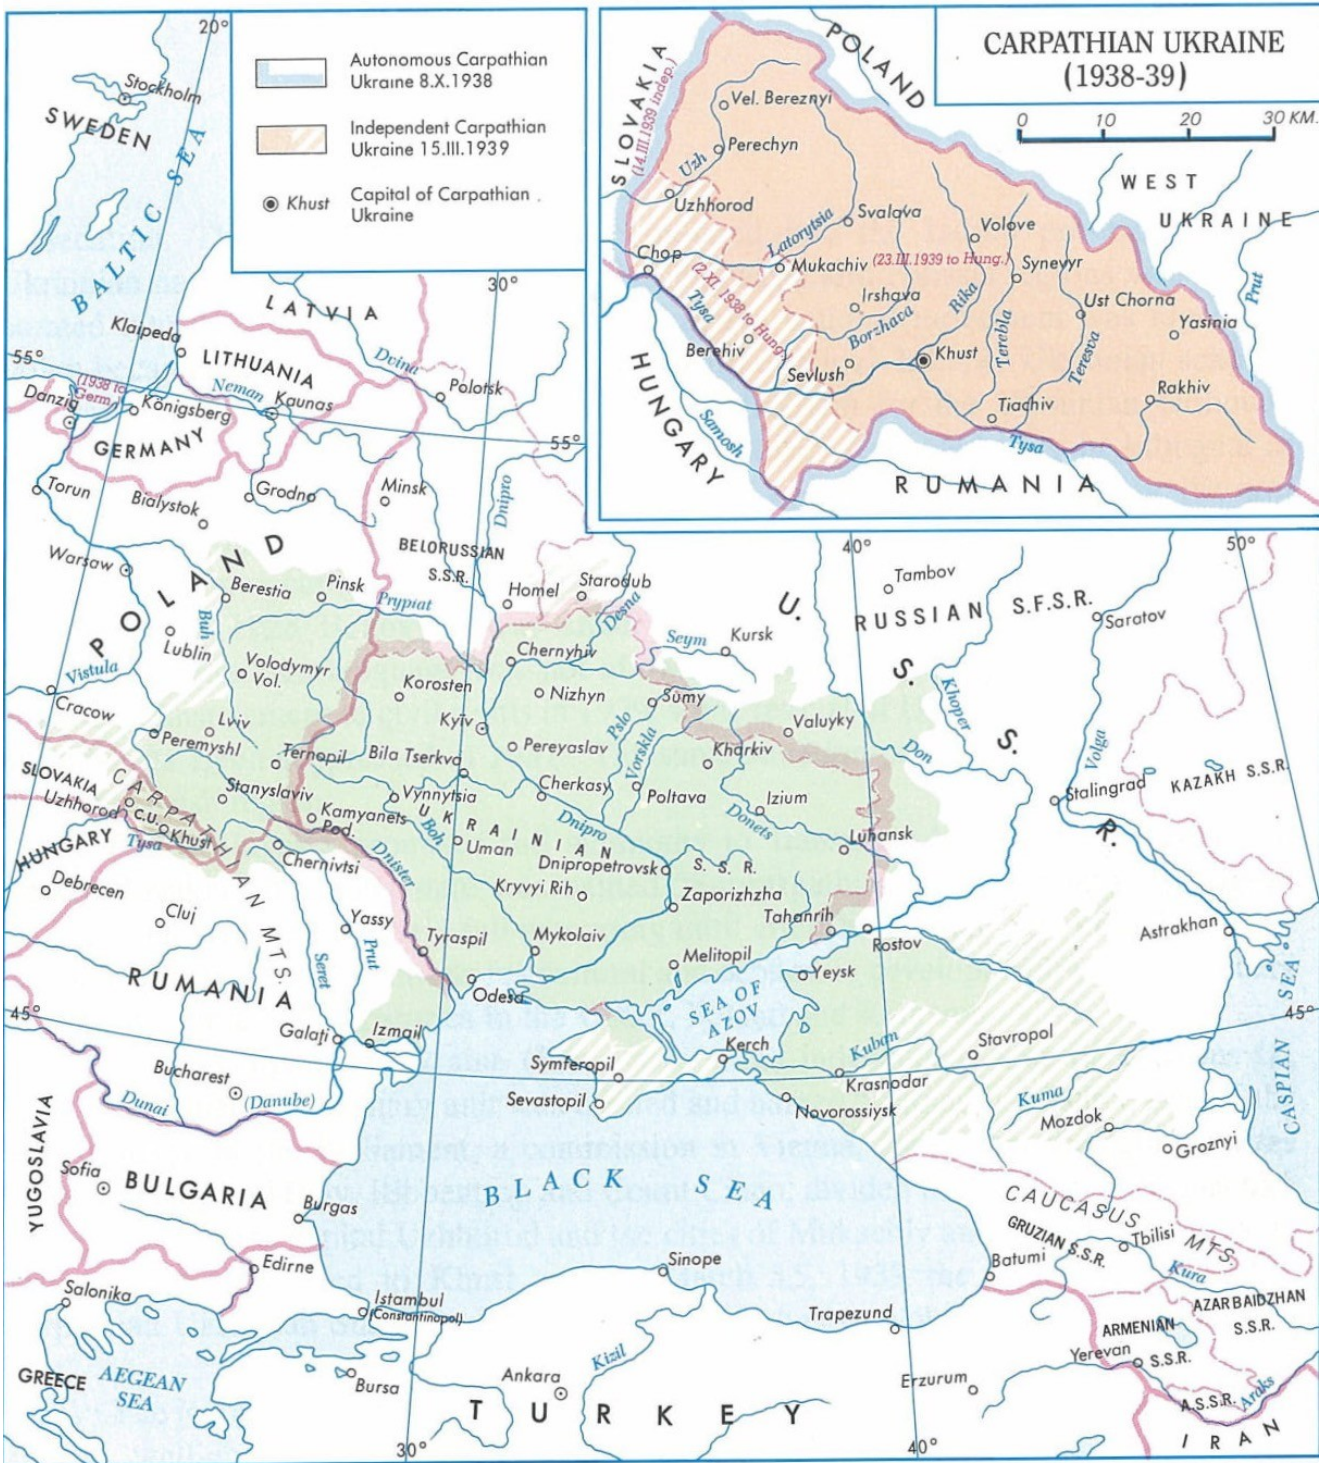 20°
Autonomous Carpathian
Ukraine 8.X.1938
Independent Carpathian
Ukraine 15.III.1939
Khust
Capital of Carpathian
Ukraine
CARPATHIAN UKRAINE
(1938-39)
0 10 20 30 KM.
POLAND
SLOVAKIA
(14.III.1939 indep.)
Vel. Bereznyi
Perechyn
Uzh
Uzhhorod
WEST
UKRAINE
Svalava
Latorytsia
Volove
Chop
Mukachiv
(23.III.1939 to Hung.)
Synevyr
(2.XI.1938 to Hung.)
Tysa
Irshava
Rika
Ust Chorna
Prut
Borzhava
Terebla
Yasinia
Berehiv
Khust
Teresva
Sevlush
Rakhiv
HUNGARY
Samosh
Tiachiv
Tysa
RUMANIA
Stockholm
SWEDEN
BALTIC SEA
30°
LATVIA
Klaipeda
LITHUANIA
Dvina
55°
(1938 to
Germ.)
Neman
Kaunas
Polotsk
Danzig
Königsberg
GERMANY
55°
Torun
Bialystok
Grodno
Minsk
Dnipro
Warsaw
POLAND
BELORUSSIAN
S.S.R.
40°
50°
Berestia
Pinsk
Prypiat
Homel
Starodub
Desna
U. S. S. R.
Tambov
RUSSIAN S.F.S.R.
Saratov
Buh
Lublin
Chernyhiv
Seym
Kursk
Vistula
Volodymyr
Vol.
Korosten
Nizhyn
Sumy
Khoper
Cracow
Lviv
Kyiv
Pslo
Valuyky
Peremyshl
Ternopil
Bila Tserkva
Pereyaslav
Vorskla
Kharkiv
Don
Volga
SLOVAKIA
CARPATHIAN MTS.
Stanyslaviv
Vynnytsia
Cherkasy
Poltava
Izium
Stalingrad
KAZAKH S.S.R.
Uzhhorod
C.U.
Khust
Kamyanets
Pod.
UKRAINIAN
S. S. R.
Boh
Uman
Dnipro
Donets
Luhansk
HUNGARY
Tysa
Chernivtsi
Dnister
Dnipropetrovsk
Debrecen
Kryvyi Rih
Zaporizhzha
Cluj
Yassy
Tahanrih
Astrakhan
Prut
Tyraspil
Mykolaiv
Melitopil
Rostov
RUMANIA
Seret
Odesa
Yeysk
SEA OF
AZOV
CASPIAN SEA
45°
45°
Galaţi
Izmail
Kerch
Kuban
Stavropol
Symferopil
Krasnodar
Bucharest
Sevastopil
Novorossiysk
Kuma
Dunai
(Danube)
Mozdok
Groznyi
YUGOSLAVIA
Sofia
BULGARIA
BLACK SEA
CAUCASUS MTS.
Burgas
GRUZIAN S.S.R.
Tbilisi
Edirne
Sinope
Batumi
Kura
Salonika
Istambul
(Constantinopol)
Trapezund
AZARBAIDZHAN
S.S.R.
ARMENIAN
S.S.R.
Yerevan
GREECE
AEGEAN
SEA
Bursa
Ankara
Kizil
Erzurum
A.S.S.R.
Araks
TURKEY
IRAN
30°
40°